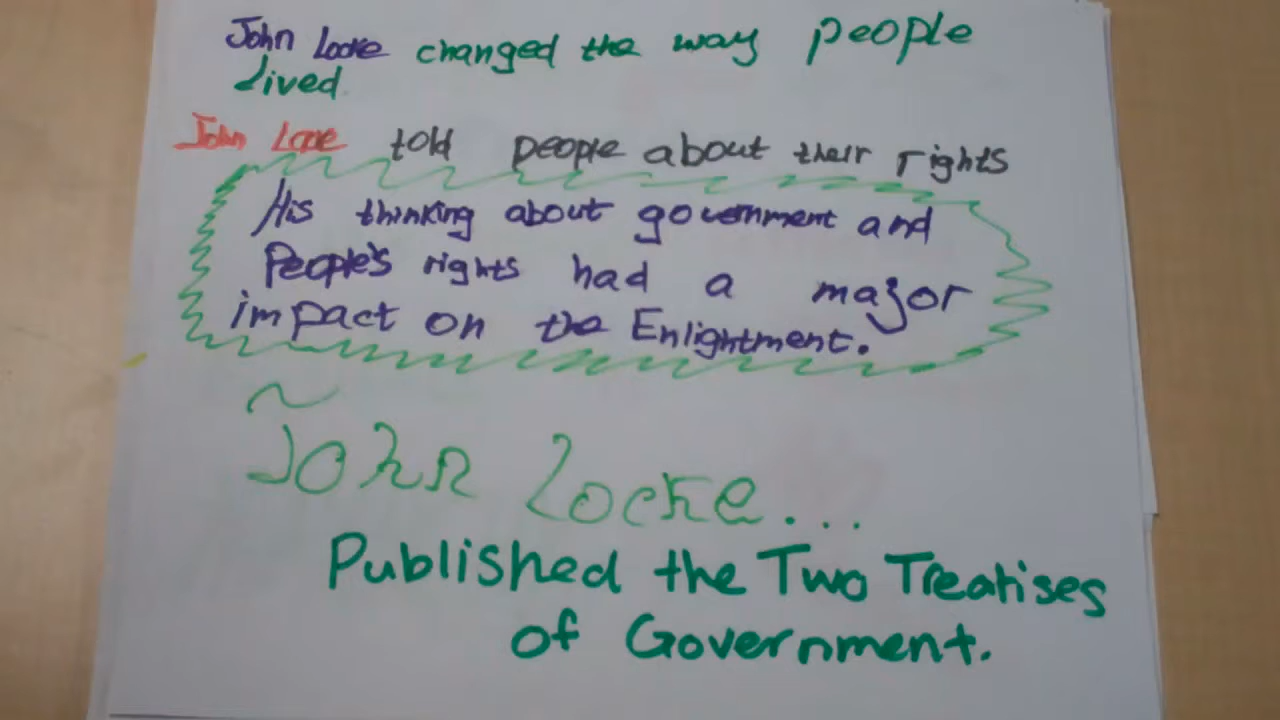 John Locke changed the way people
lived.
John Loce told people about their rights
His thinking about government and
People's rights had a major
impact on the Enlightment.
John Locke...
Published the Two Treatises
of Government.